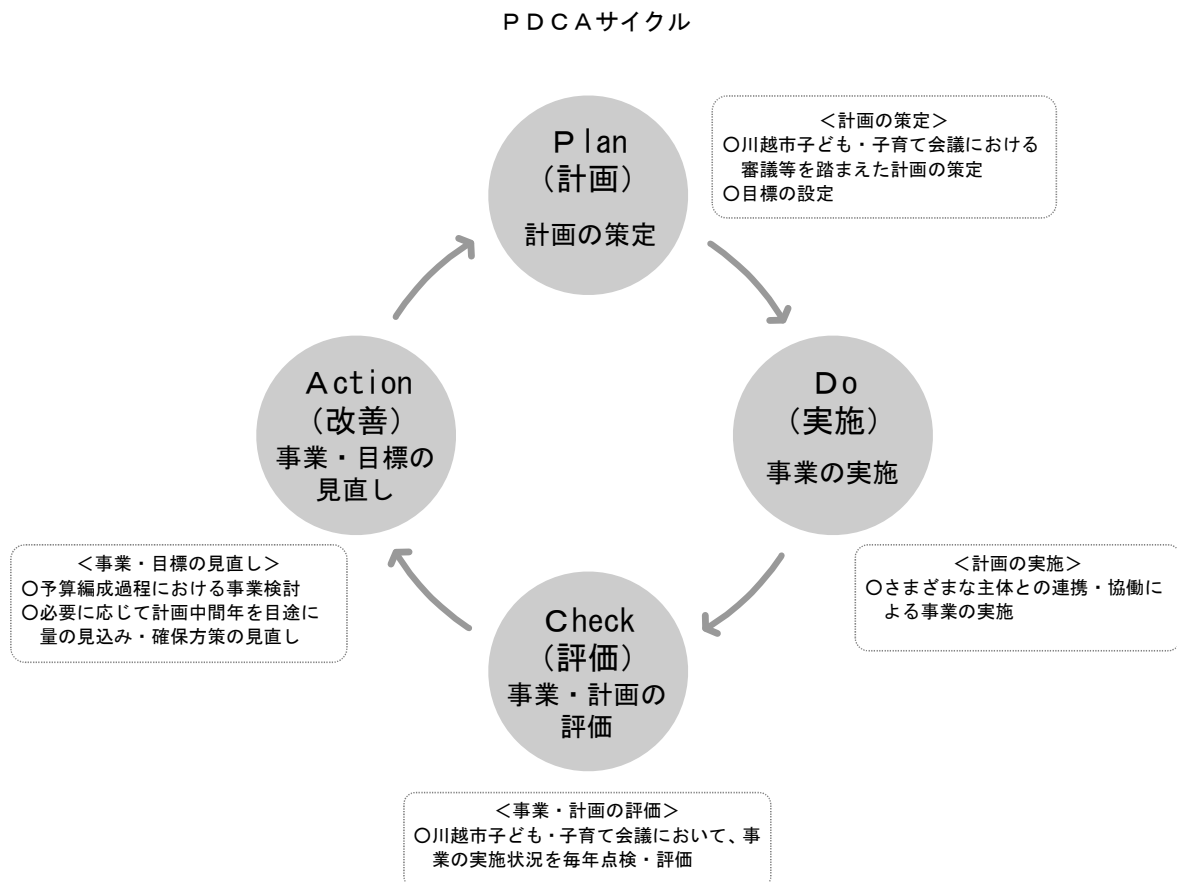 ＰＤＣＡサイクル
Ｐlan
（計画）
計画の策定
＜計画の策定＞
○川越市子ども・子育て会議における
審議等を踏まえた計画の策定
○目標の設定
Ｄo
（実施）
事業の実施
＜計画の実施＞
○さまざまな主体との連携・協働に
よる事業の実施
Ｃheck
（評価）
事業・計画の
評価
＜事業・計画の評価＞
○川越市子ども・子育て会議において、事
業の実施状況を毎年点検・評価
Ａction
（改善）
事業・目標の
見直し
＜事業・目標の見直し＞
○予算編成過程における事業検討
○必要に応じて計画中間年を目途に
量の見込み・確保方策の見直し